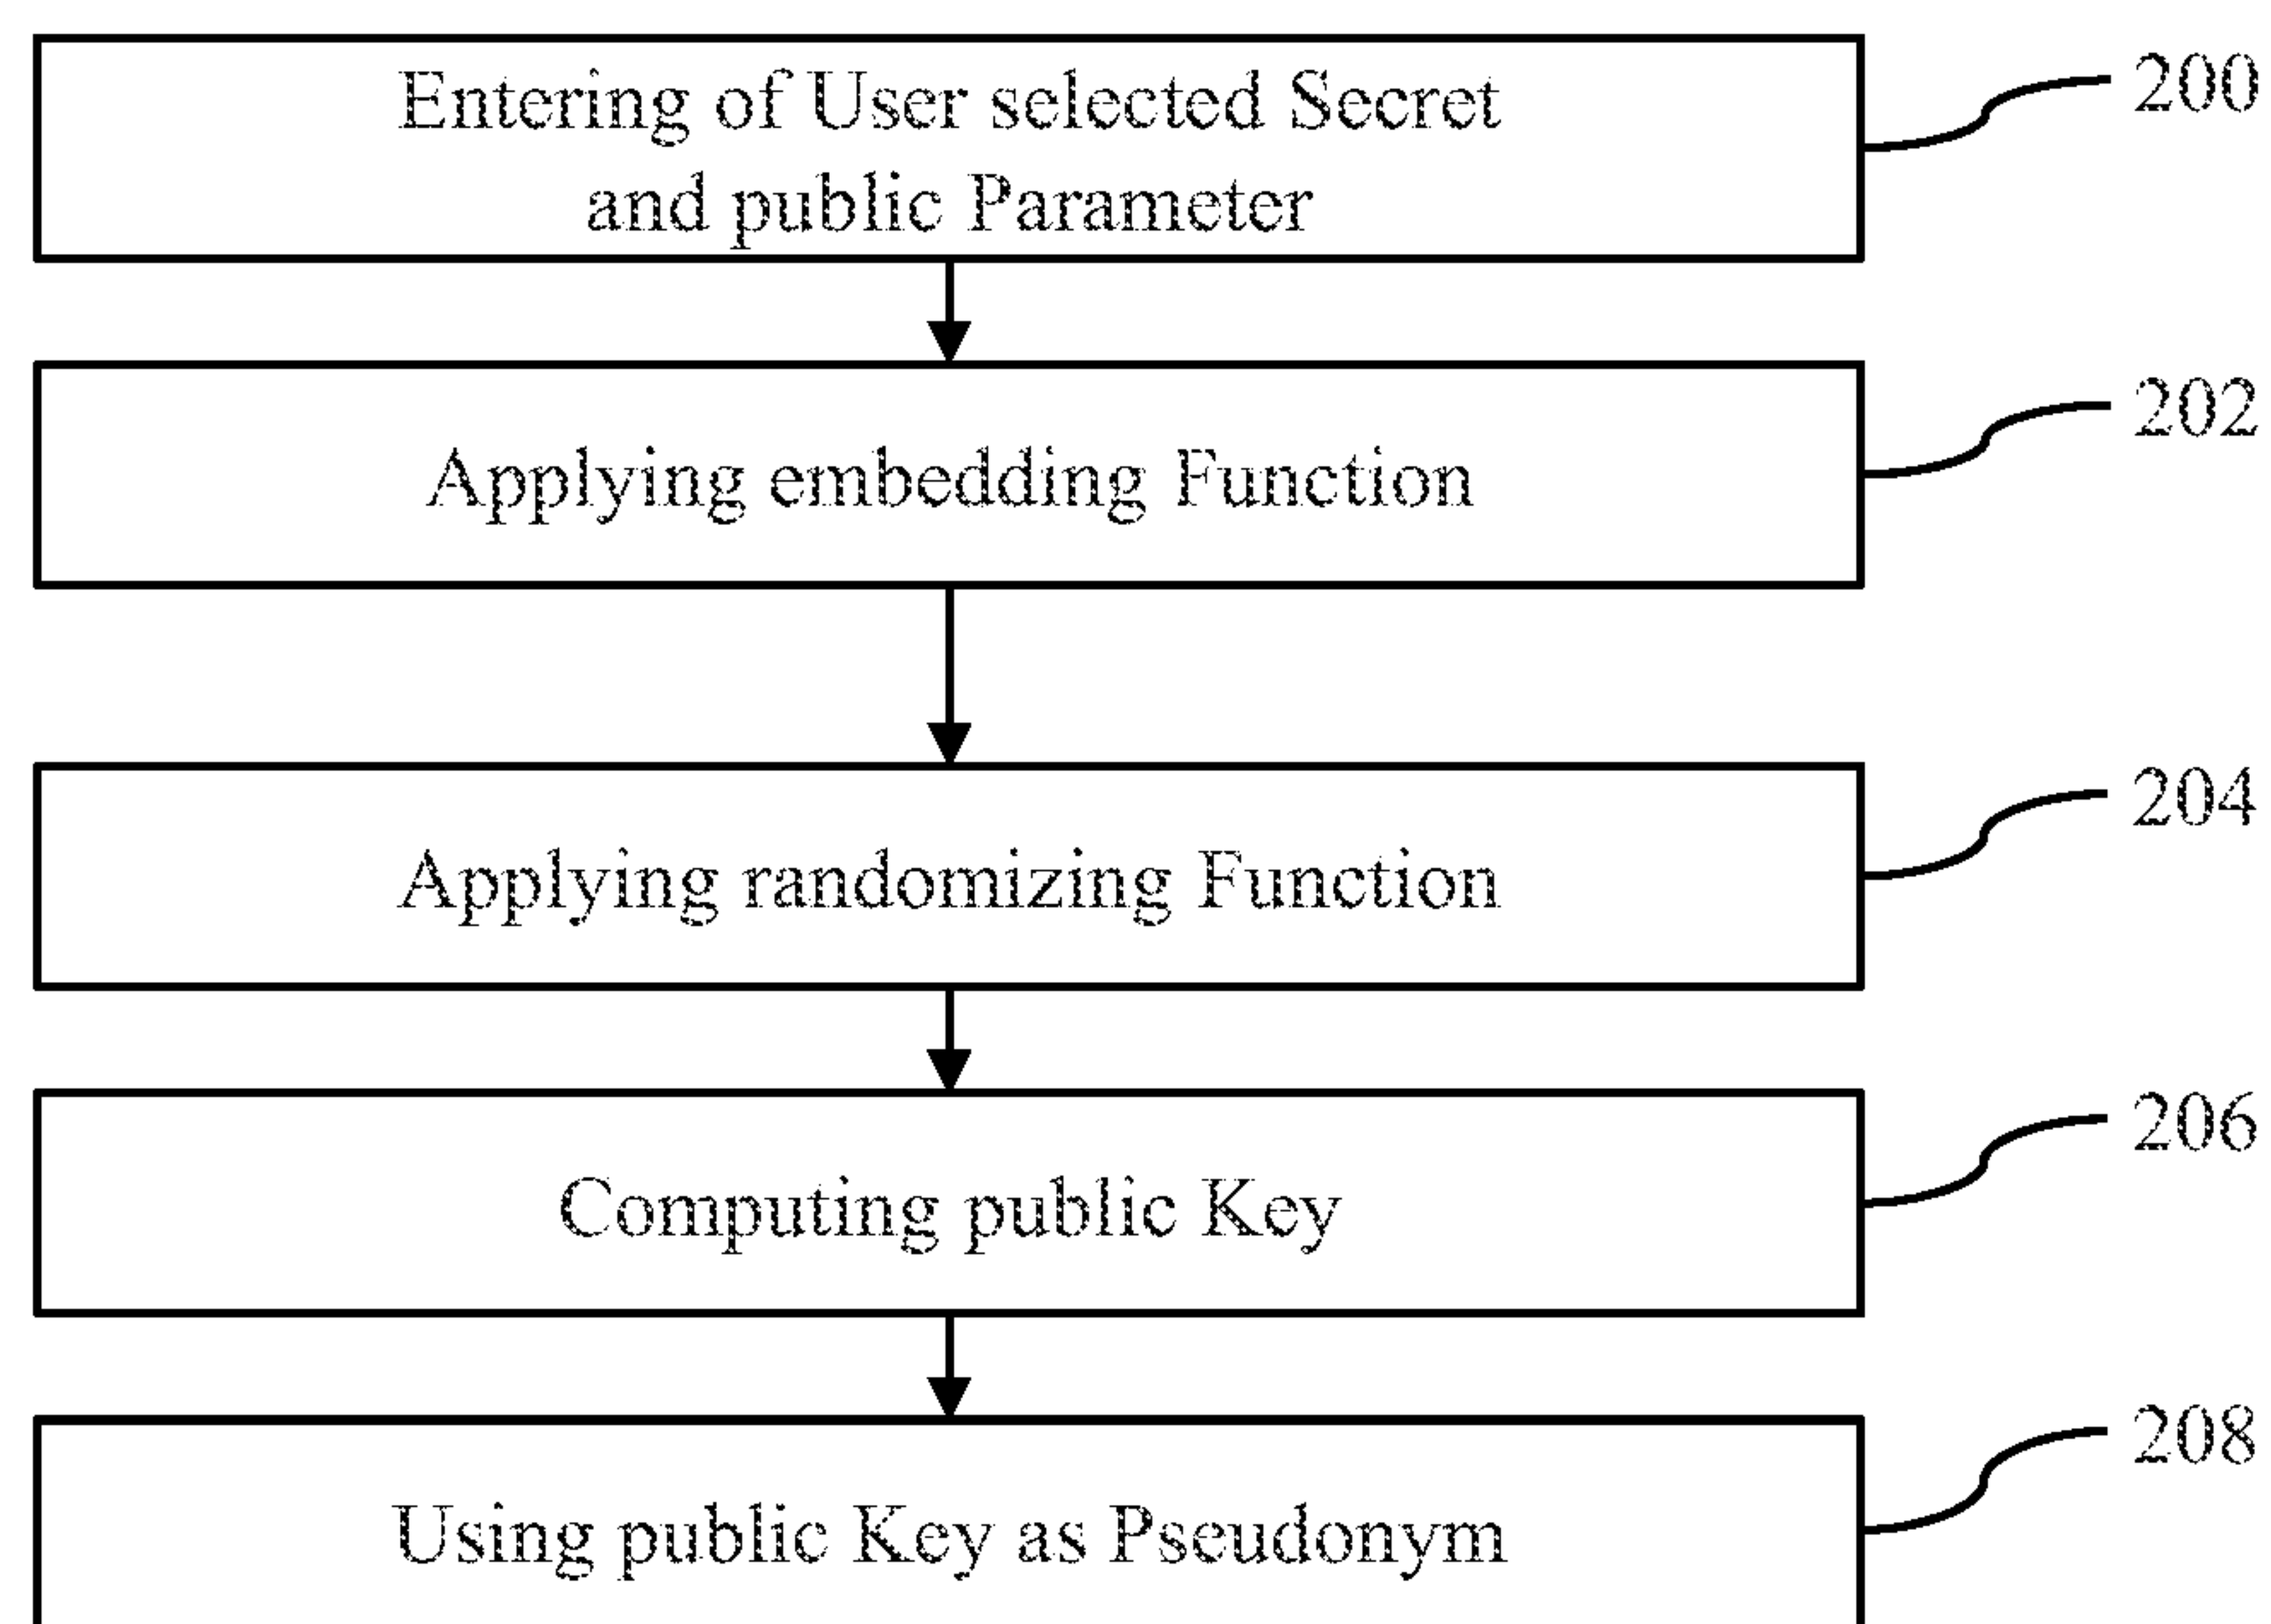 Entering of User selected Secret
and public Parameter
200
Applying embedding Function
202
Applying randomizing Function
204
Computing public Key
206
Using public Key as Pseudonym
208